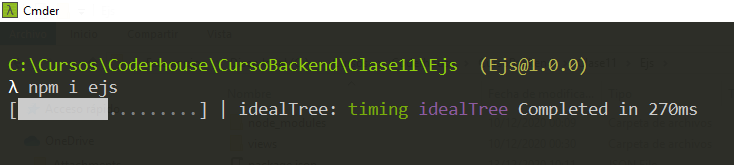 λ Cmder
C:\Cursos\Coderhouse\CursoBackend\Clase11\Ejs (Ejs@1.0.0)
λ npm i ejs
[.........] | idealTree: timing idealTree Completed in 270ms